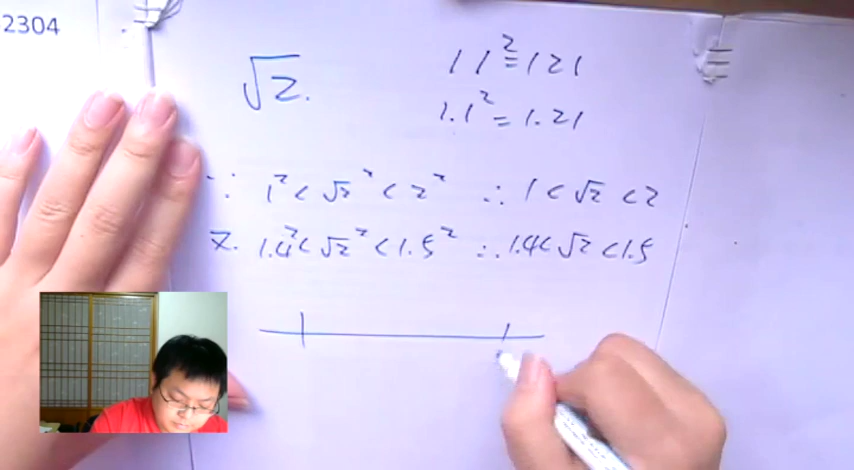 2304
√2.
11²=121
1.1²=1.21
∵ 1²<√2²<2² ∴ 1<√2<2
又. 1.4²<√2²<1.5² ∴ 1.4<√2<1.5